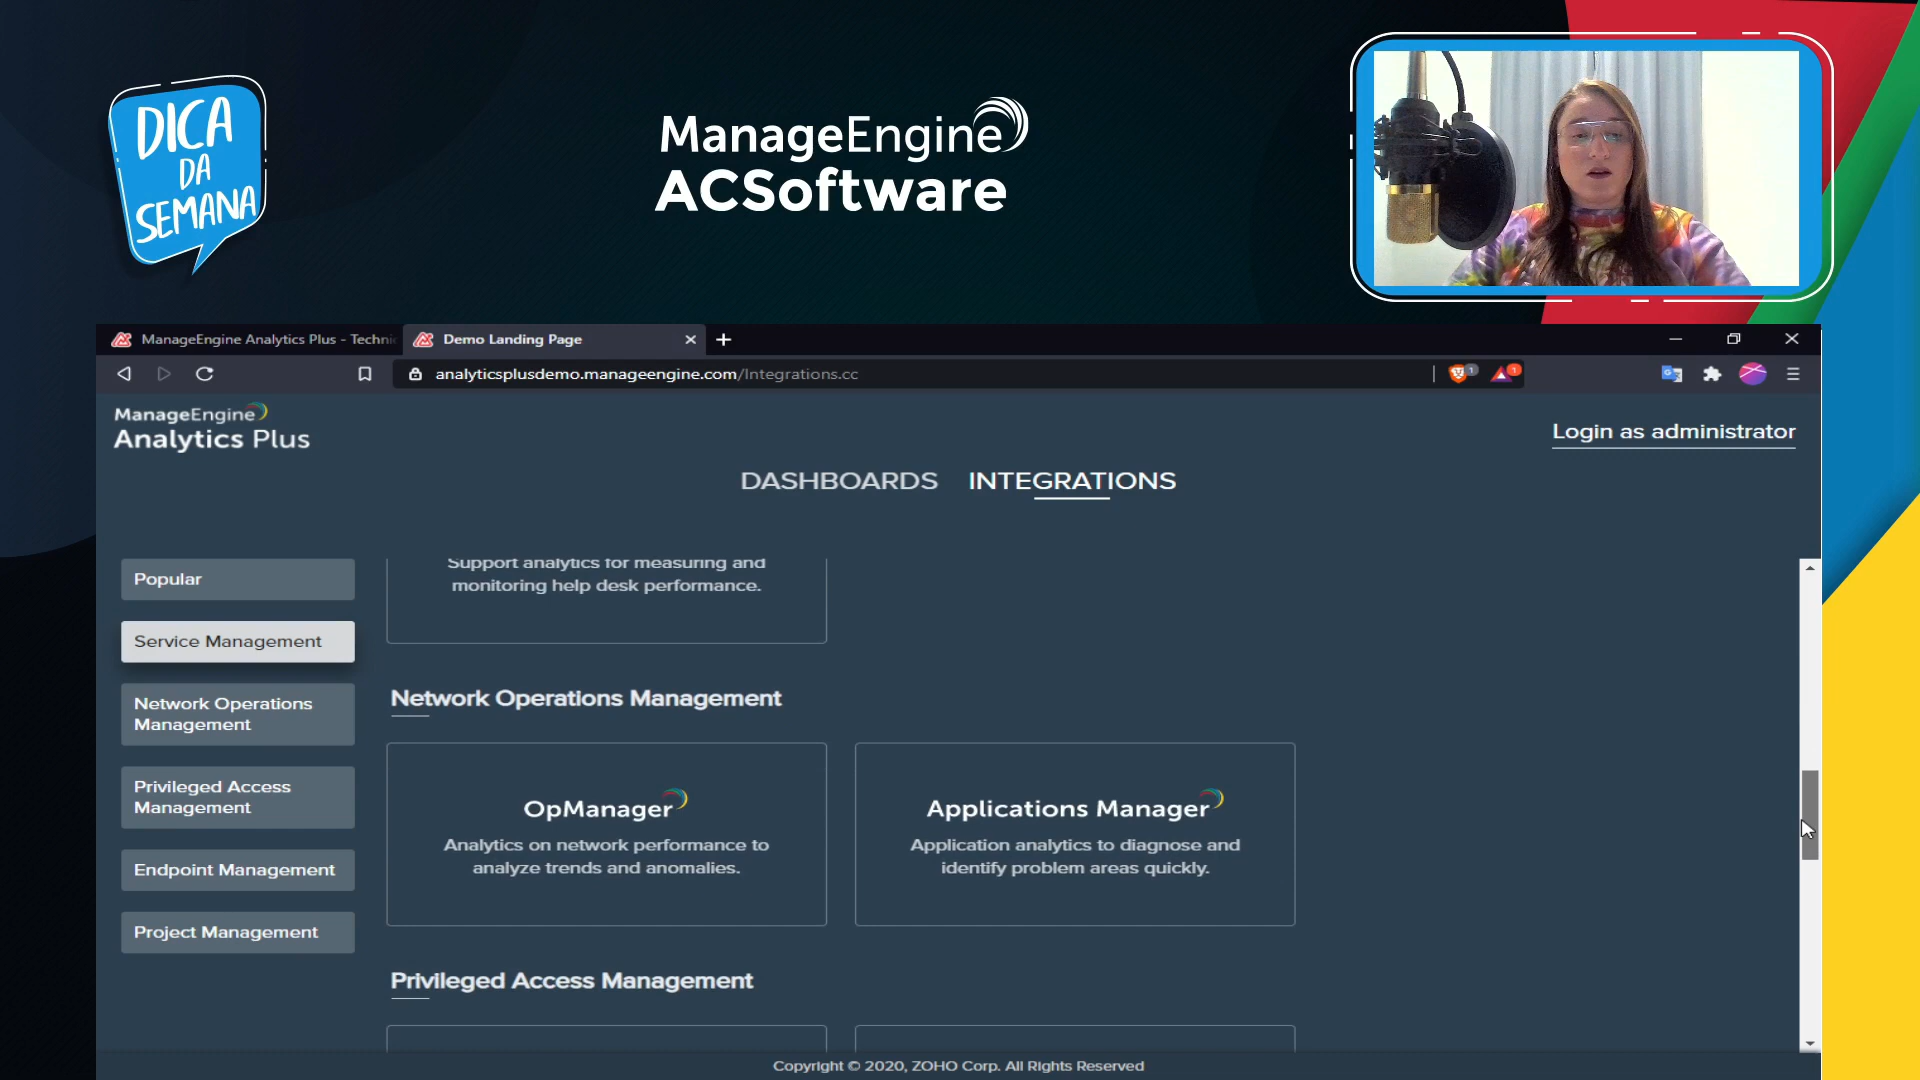 DICA
DA
SEMANA
ManageEngine
ACSoftware
ManageEngine Analytics Plus - Techni
Demo Landing Page
analyticsplusdemo.manageengine.com/Integrations.cc
1
1
ManageEngine
Analytics Plus
Login as administrator
DASHBOARDS INTEGRATIONS
Popular
Service Management
Network Operations
Management
Privileged Access
Management
Endpoint Management
Project Management
Support analytics for measuring and
monitoring help desk performance.
Network Operations Management
OpManager
Analytics on network performance to
analyze trends and anomalies.
Applications Manager
Application analytics to diagnose and
identify problem areas quickly.
Privileged Access Management
Copyright © 2020, ZOHO Corp. All Rights Reserved